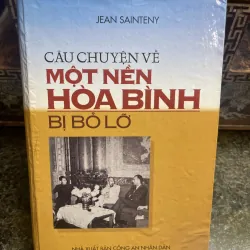 JEAN SAINTENY
CÂU CHUYỆN VỀ
MỘT NỀN
HÒA BÌNH
BỊ BỎ LỠ
NHÀ XUẤT BẢN CÔNG AN NHÂN DÂN